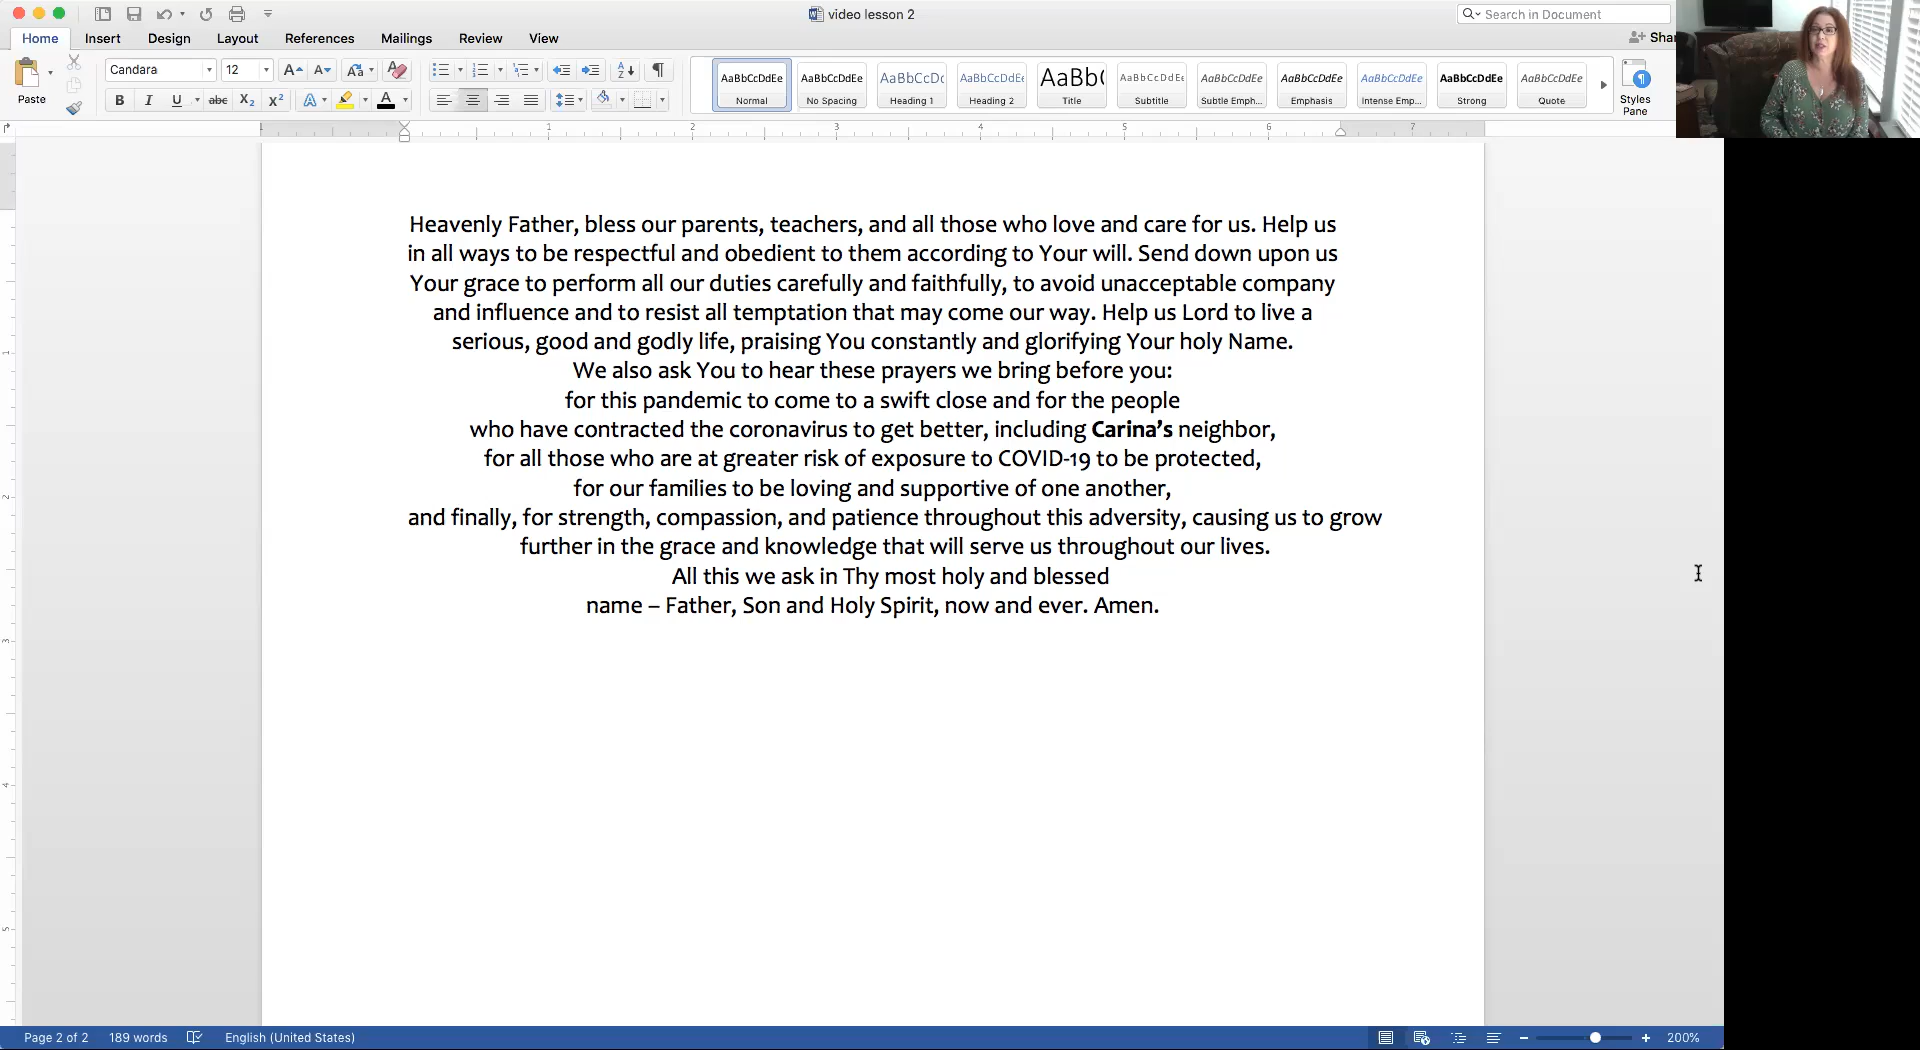 video lesson 2
Search in Document
Home Insert Design Layout References Mailings Review View
Paste
Candara 12
AaBbCcDdEe AaBbCcDdEe AaBbCcDdEe AaBbCcDdEe AaBbCcDdEe AaBbCcDdEe AaBbCcDdEe
Normal No Spacing Heading 1 Heading 2 Title Subtitle Subtle Emph... Emphasis Intense Emp... Strong Quote
Styles
Pane
1 1 2 3 4 5 6 7
Heavenly Father, bless our parents, teachers, and all those who love and care for us. Help us
in all ways to be respectful and obedient to them according to Your will. Send down upon us
Your grace to perform all our duties carefully and faithfully, to avoid unacceptable company
and influence and to resist all temptation that may come our way. Help us Lord to live a
serious, good and godly life, praising You constantly and glorifying Your holy Name.
We also ask You to hear these prayers we bring before you:
for this pandemic to come to a swift close and for the people
who have contracted the coronavirus to get better, including Carina’s neighbor,
for all those who are at greater risk of exposure to COVID-19 to be protected,
for our families to be loving and supportive of one another,
and finally, for strength, compassion, and patience throughout this adversity, causing us to grow
further in the grace and knowledge that will serve us throughout our lives.
All this we ask in Thy most holy and blessed
name – Father, Son and Holy Spirit, now and ever. Amen.
Page 2 of 2 189 words English (United States) 200%